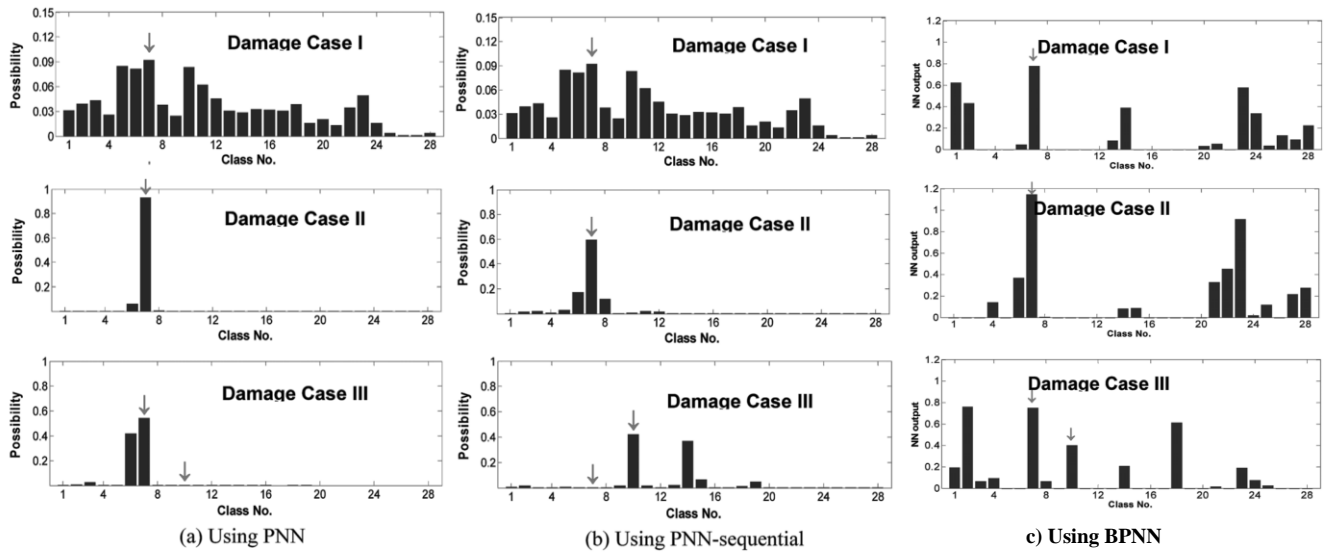 0.15
0.12
0.09
0.06
0.03
0
Possibility
Damage Case I
1 4 8 12 16 20 24 28
Class No.
1
0.8
0.6
0.4
0.2
Possibility
Damage Case II
1 4 8 12 16 20 24 28
Class No.
1
0.8
0.6
0.4
0.2
Possibility
Damage Case III
1 4 8 12 16 20 24 28
Class No.
(a) Using PNN
0.15
0.12
0.09
0.06
0.03
0
Possibility
Damage Case I
1 4 8 12 16 20 24 28
Class No.
1
0.8
0.6
0.4
0.2
Possibility
Damage Case II
1 4 8 12 16 20 24 28
Class No.
1
0.8
0.6
0.4
0.2
Possibility
Damage Case III
1 4 8 12 16 20 24 28
Class No.
(b) Using PNN-sequential
1.2
1
0.8
0.6
0.4
0.2
0
NN output
Damage Case I
1 4 8 12 16 20 24 28
Class No.
1.2
1
0.8
0.6
0.4
0.2
0
NN output
Damage Case II
1 4 8 12 16 20 24 28
Class No.
1.2
1
0.8
0.6
0.4
0.2
0
NN output
Damage Case III
1 4 8 12 16 20 24 28
Class No.
c) Using BPNN